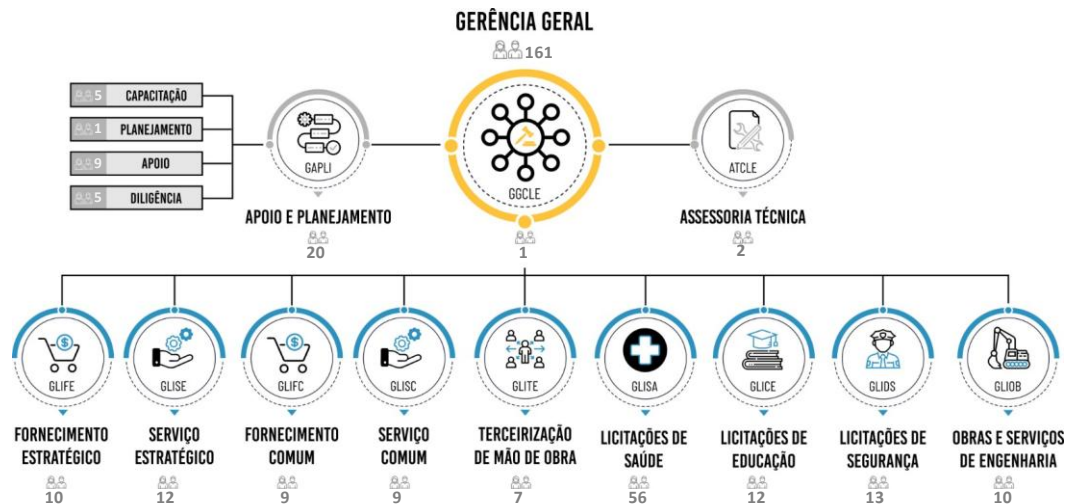 GERÊNCIA GERAL
161
5 CAPACITAÇÃO
1 PLANEJAMENTO
9 APOIO
5 DILIGÊNCIA
GAPLI
APOIO E PLANEJAMENTO
20
GGCLE
1
ATCLE
ASSESSORIA TÉCNICA
2
GLIFE
FORNECIMENTO
ESTRATÉGICO
10
GLISE
SERVIÇO
ESTRATÉGICO
12
GLIFC
FORNECIMENTO
COMUM
9
GLISC
SERVIÇO
COMUM
9
GLITE
TERCEIRIZAÇÃO
DE MÃO DE OBRA
7
GLISA
LICITAÇÕES DE
SAÚDE
56
GLICE
LICITAÇÕES DE
EDUCAÇÃO
12
GLIDS
LICITAÇÕES DE
SEGURANÇA
13
GLIOB
OBRAS E SERVIÇOS
DE ENGENHARIA
10